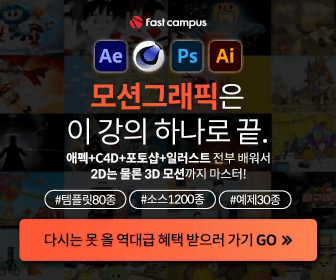 fast campus
Ae Ps Ai
모션그래픽은
이 강의 하나로 끝.
애펙+C4D+포토샵+일러스트 전부 배워서
2D는 물론 3D 모션까지 마스터!
#템플릿80종 #소스1200종 #예제30종
다시는 못 올 역대급 혜택 받으러 가기 GO »